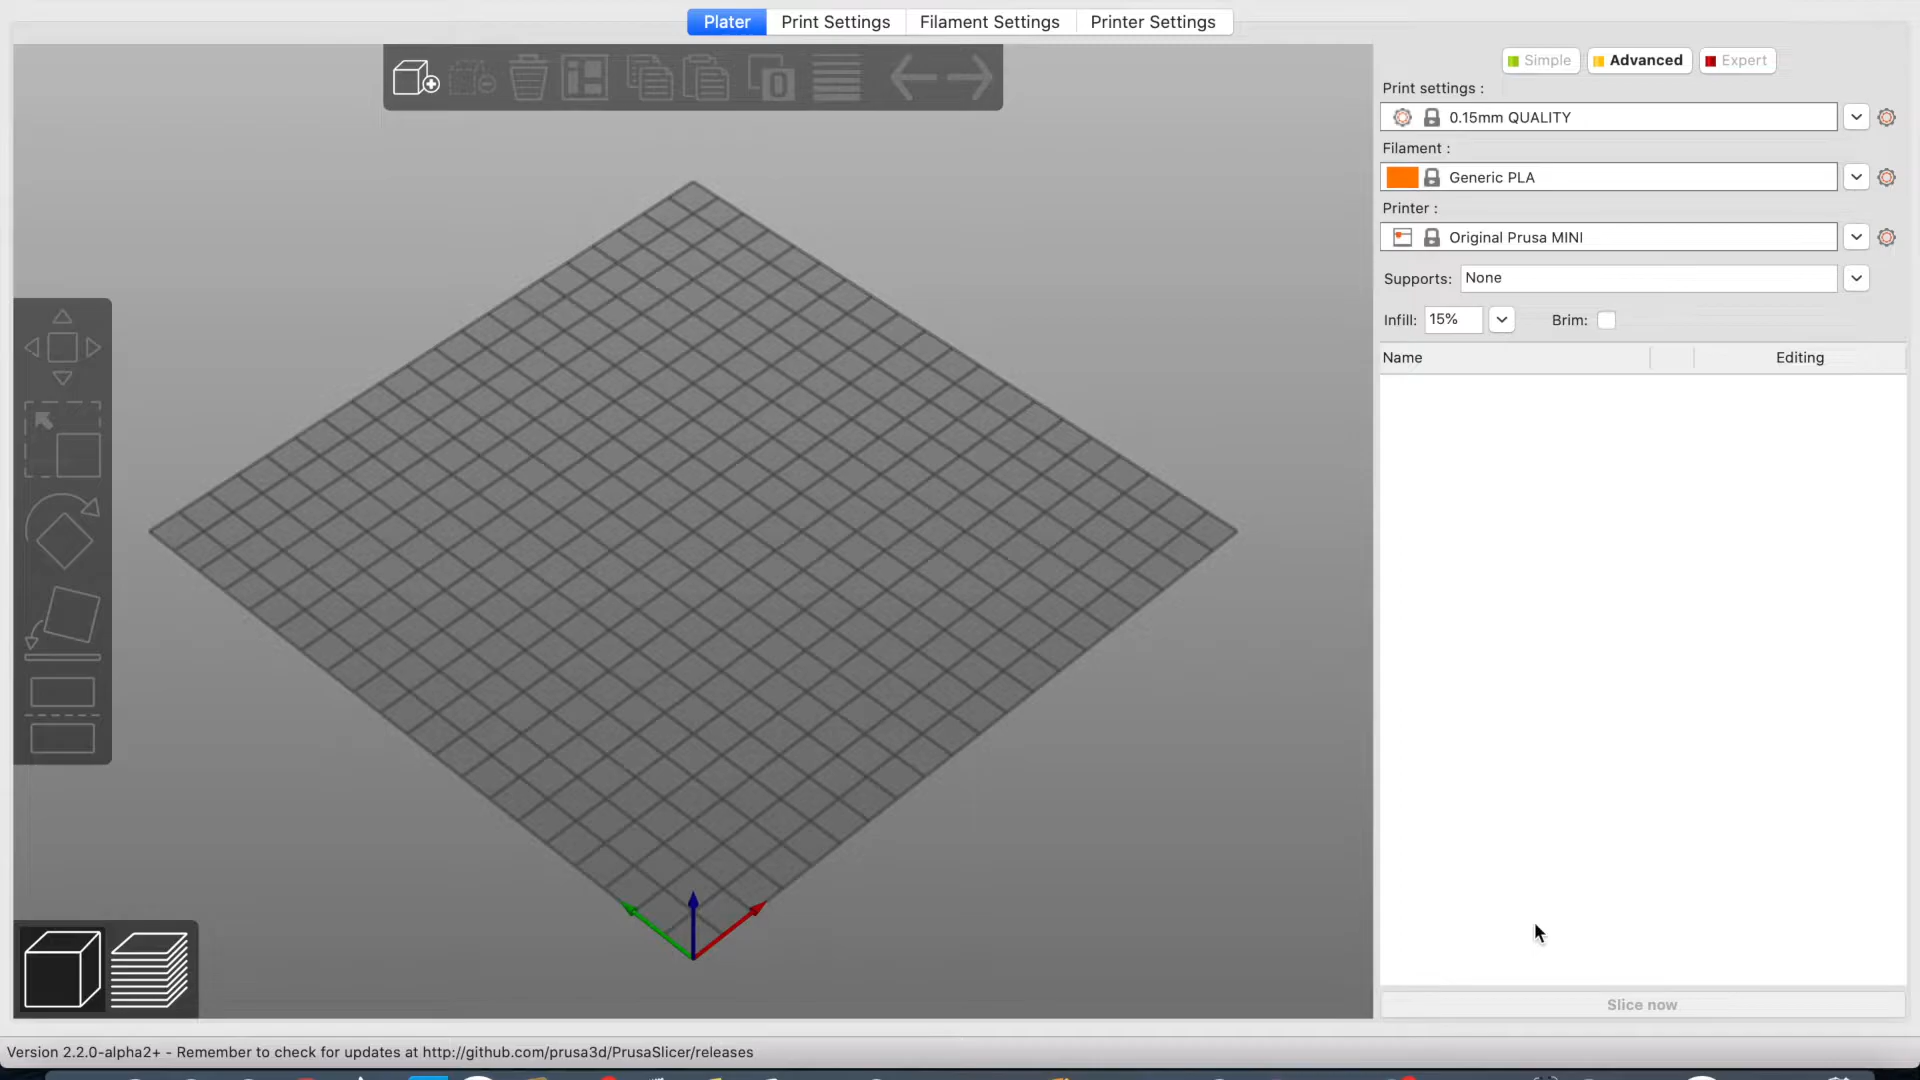 Plater Print Settings Filament Settings Printer Settings
Simple Advanced Expert
Print settings :
0.15mm QUALITY
Filament :
Generic PLA
Printer :
Original Prusa MINI
Supports: None
Infill: 15% Brim:
Name Editing
Slice now
Version 2.2.0-alpha2+ - Remember to check for updates at http://github.com/prusa3d/PrusaSlicer/releases